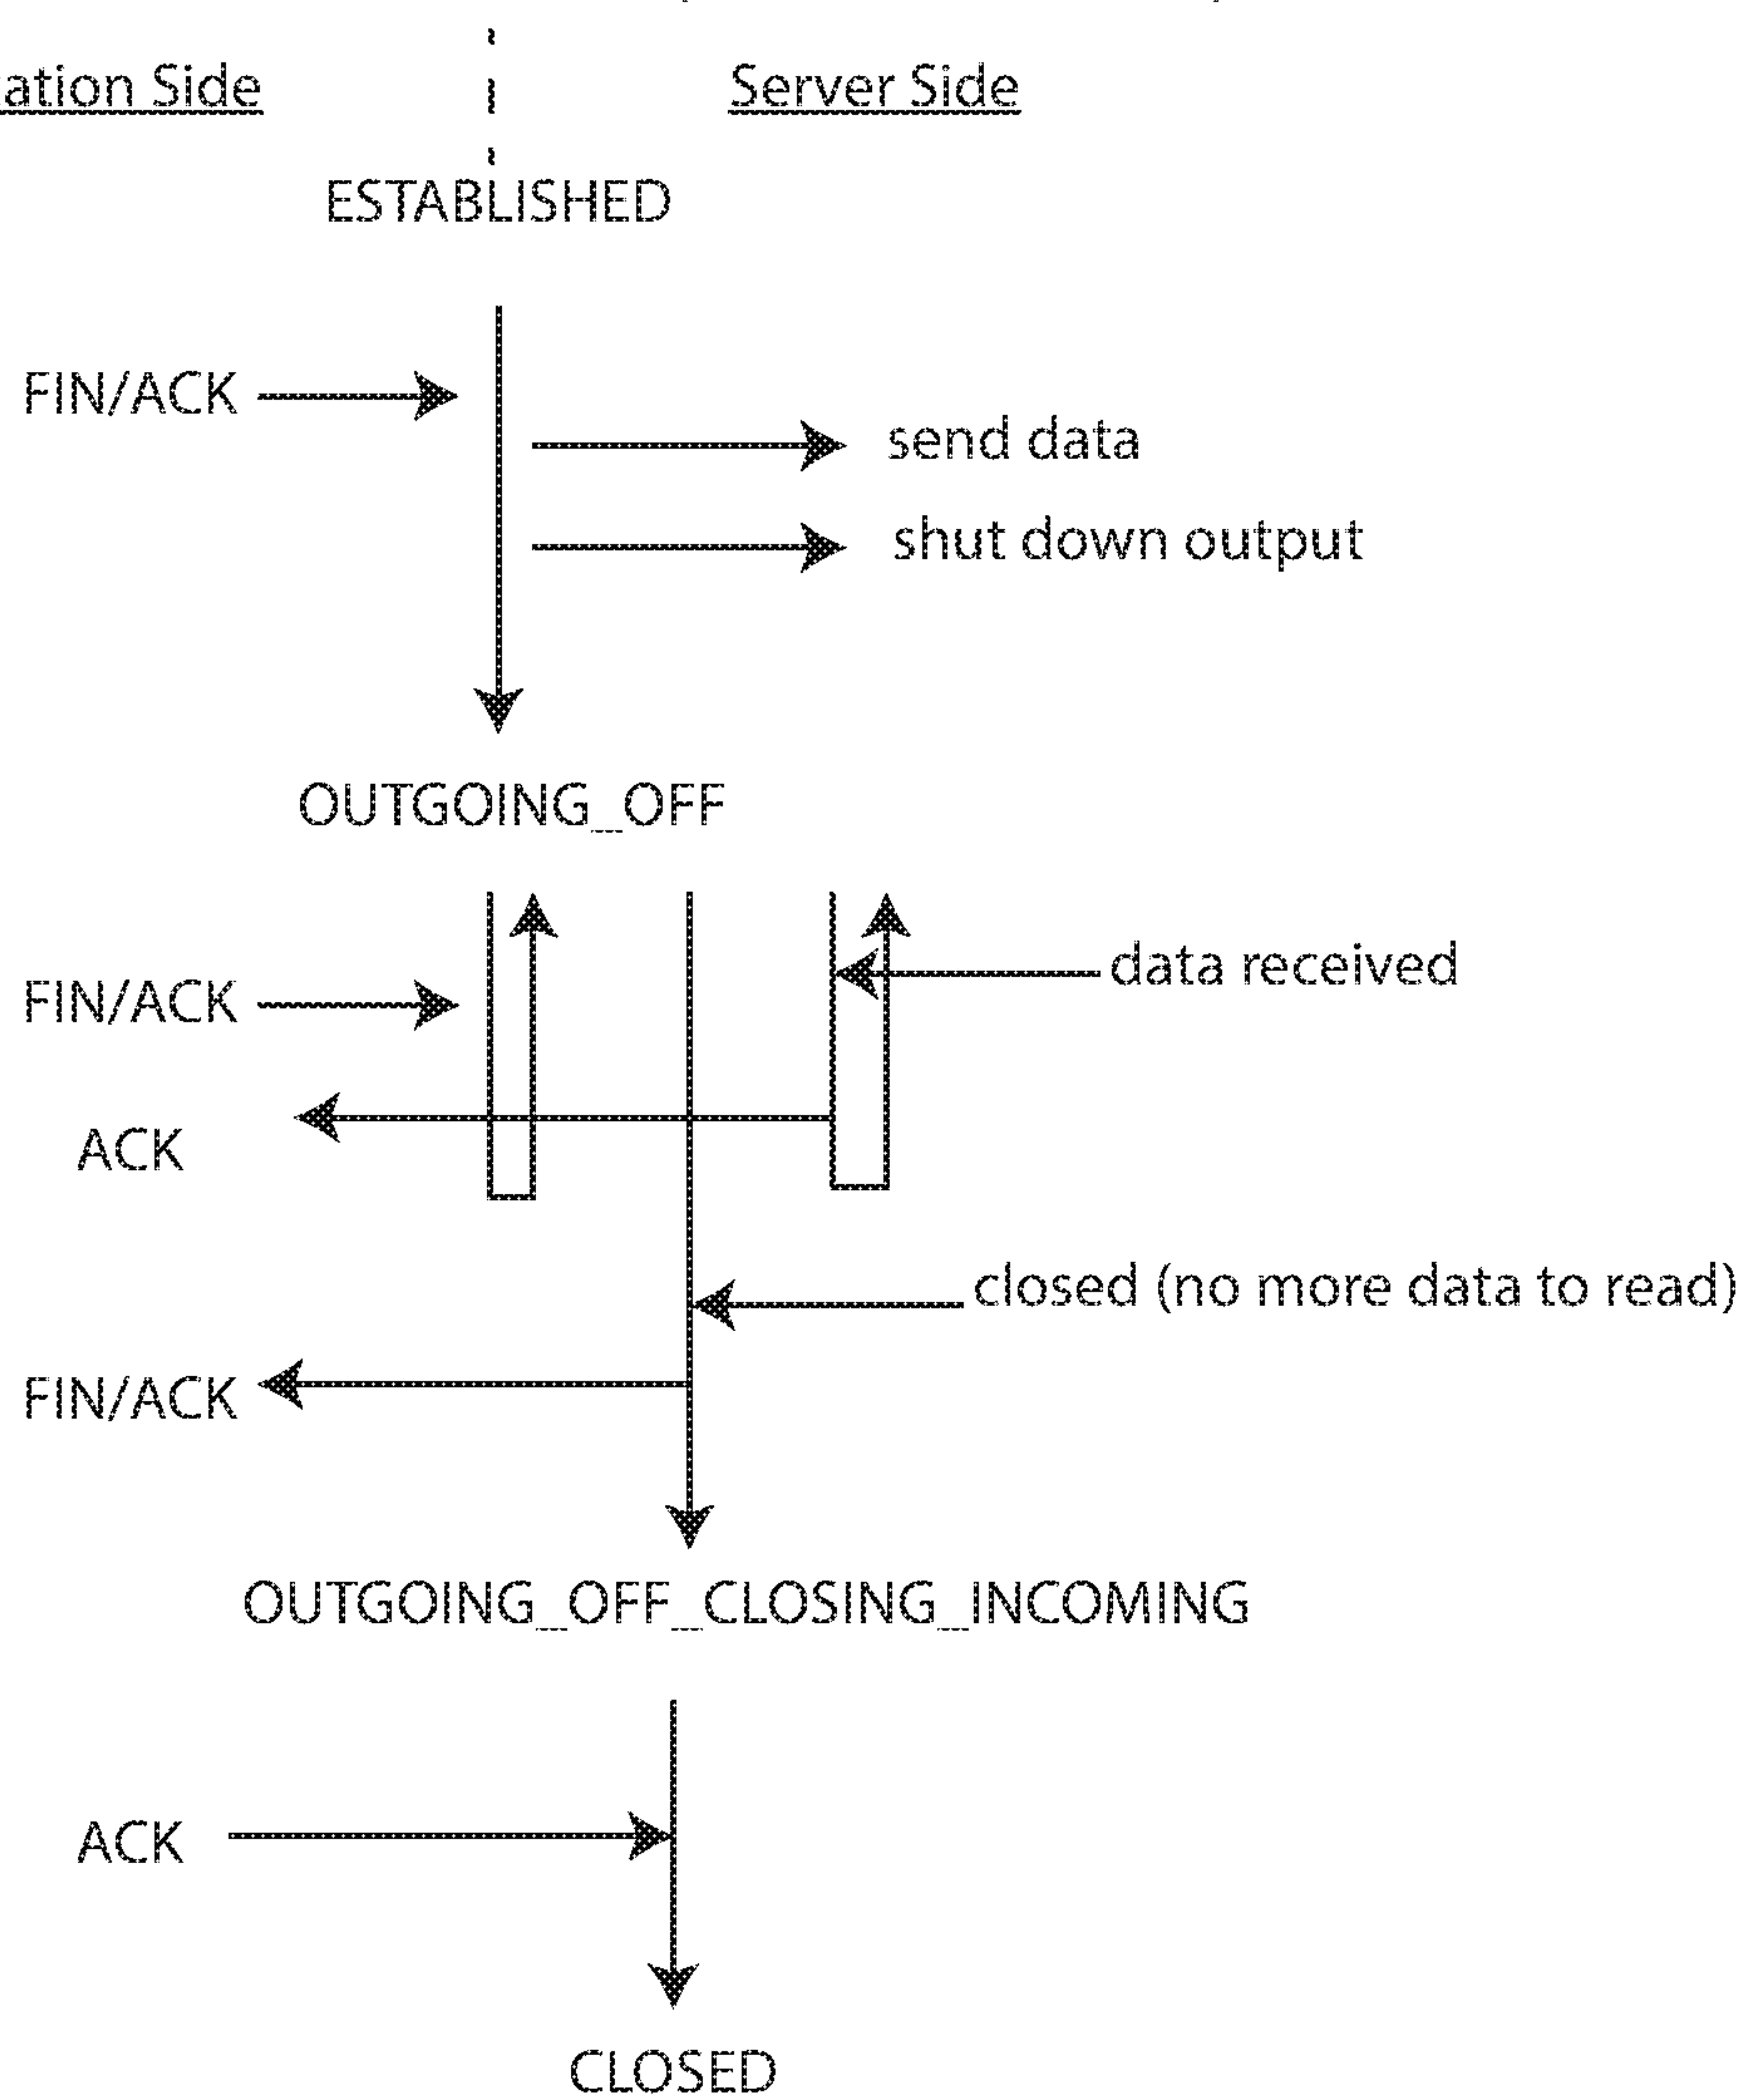 Side Server Side
ESTABLISHED
FIN/ACK
send data
shut down output
OUTGOING_OFF
data received
FIN/ACK
ACK
closed (no more data to read)
FIN/ACK
OUTGOING_OFF_CLOSING_INCOMING
ACK
CLOSED